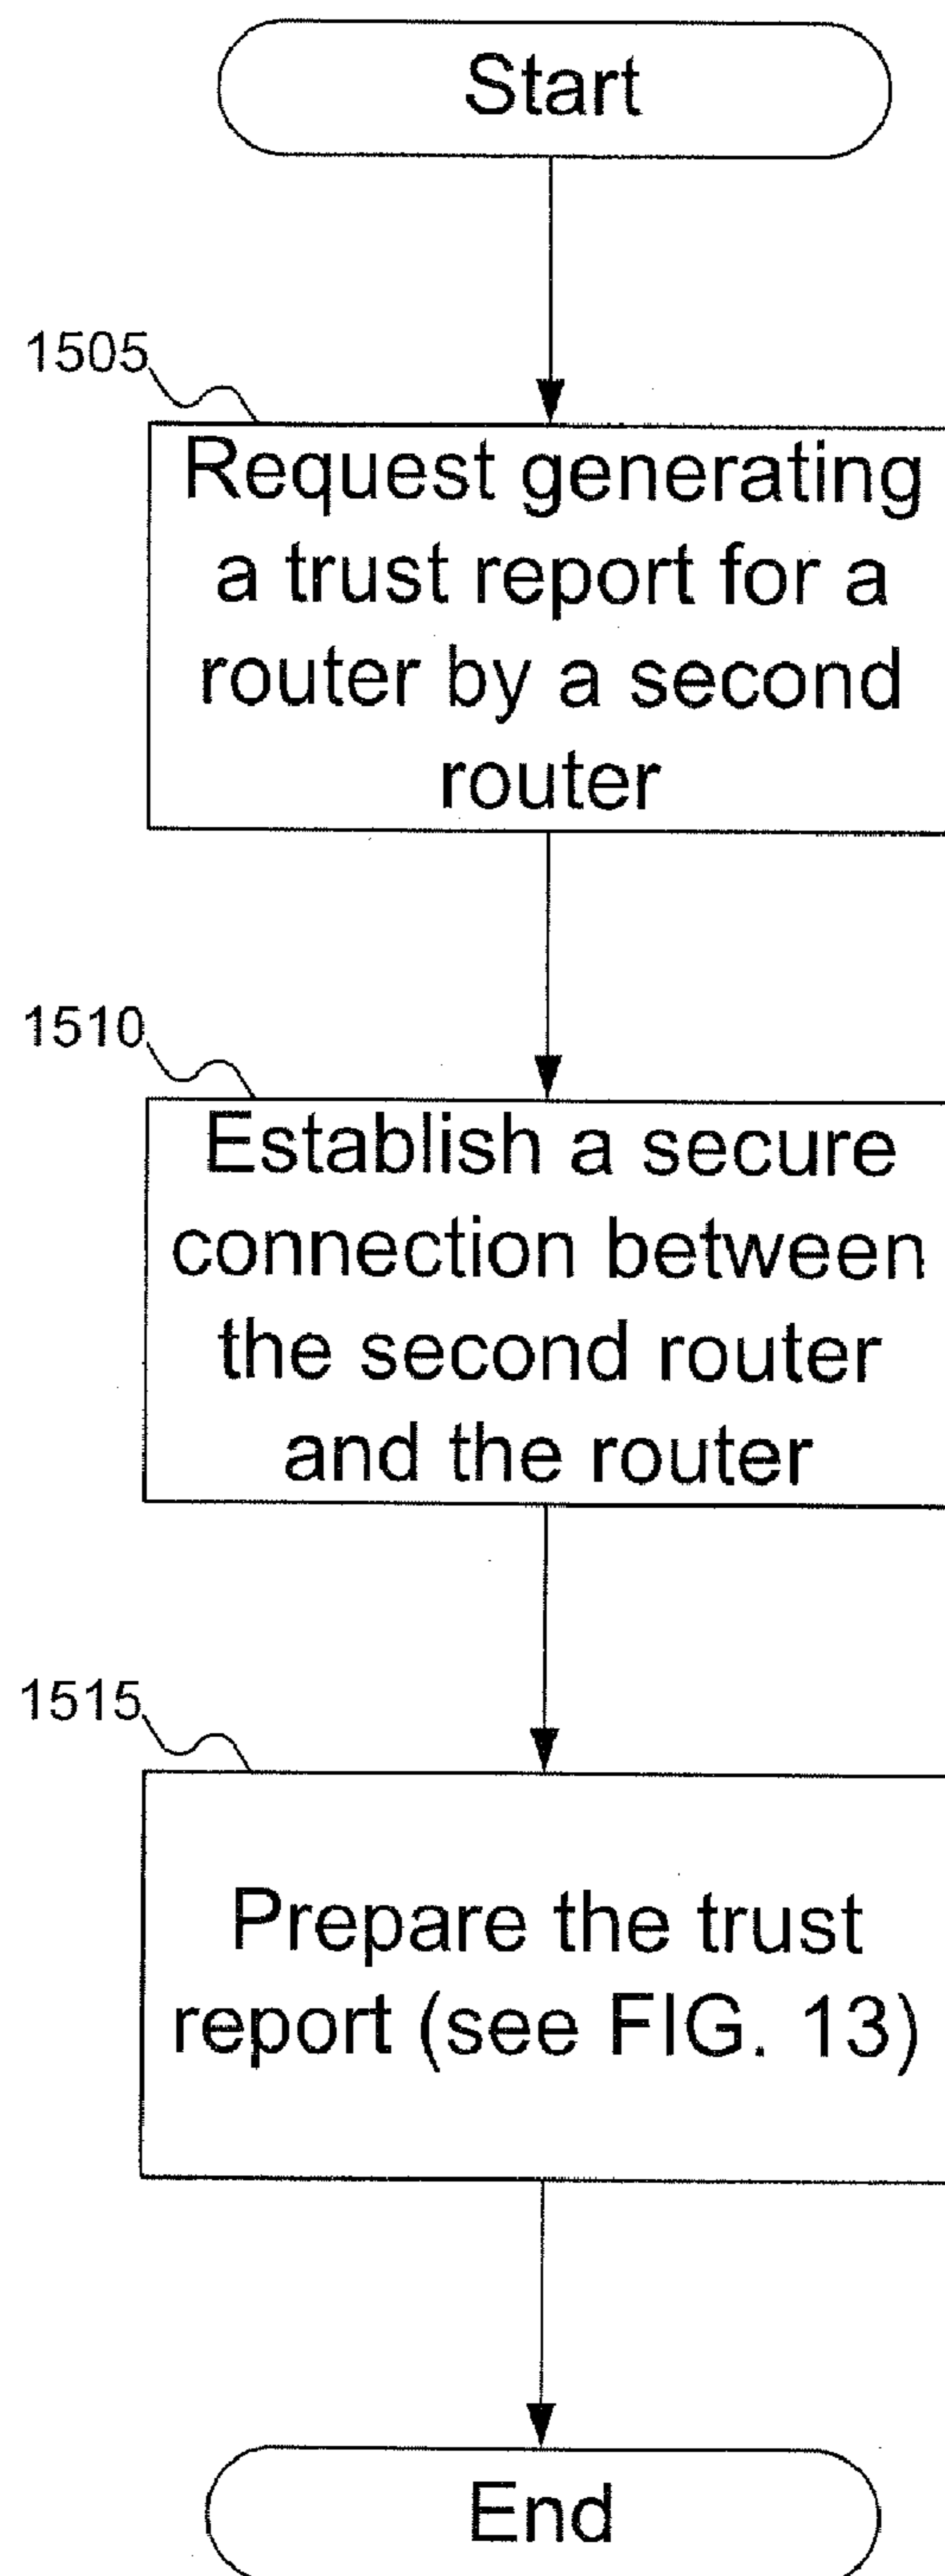 Start
1505
Request generating
a trust report for a
router by a second
router
1510
Establish a secure
connection between
the second router
and the router
1515
Prepare the trust
report (see FIG. 13)
End